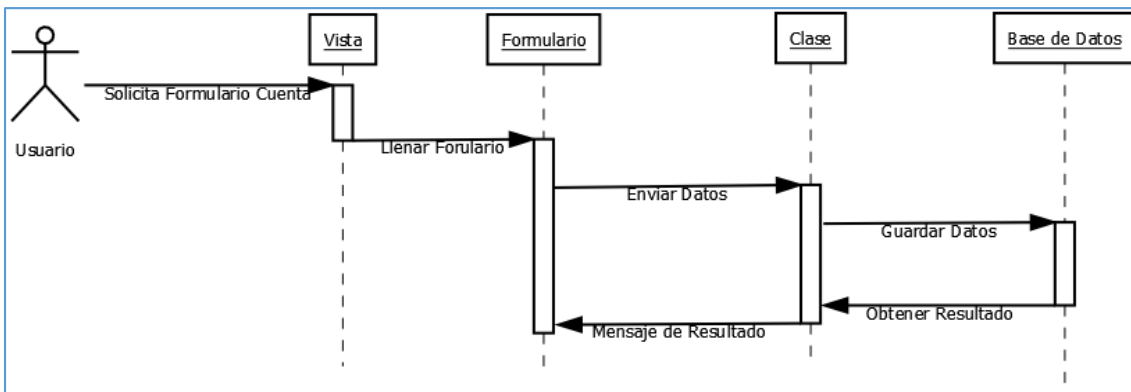 Vista
Formulario
Clase
Base de Datos
Solicita Formulario Cuenta
Usuario
Llenar Forulario
Enviar Datos
Guardar Datos
Obtener Resultado
Mensaje de Resultado